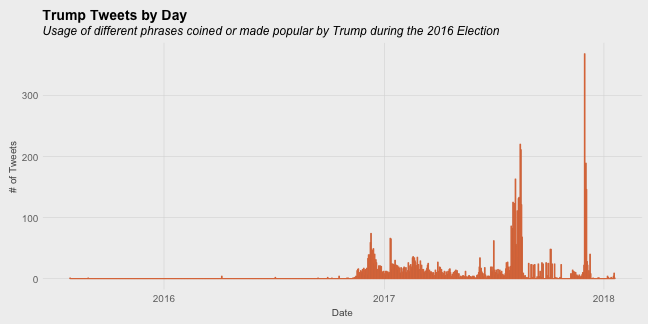 Trump Tweets by Day
Usage of different phrases coined or made popular by Trump during the 2016 Election
300
200
100
0
# of Tweets
2016
2017
2018
Date